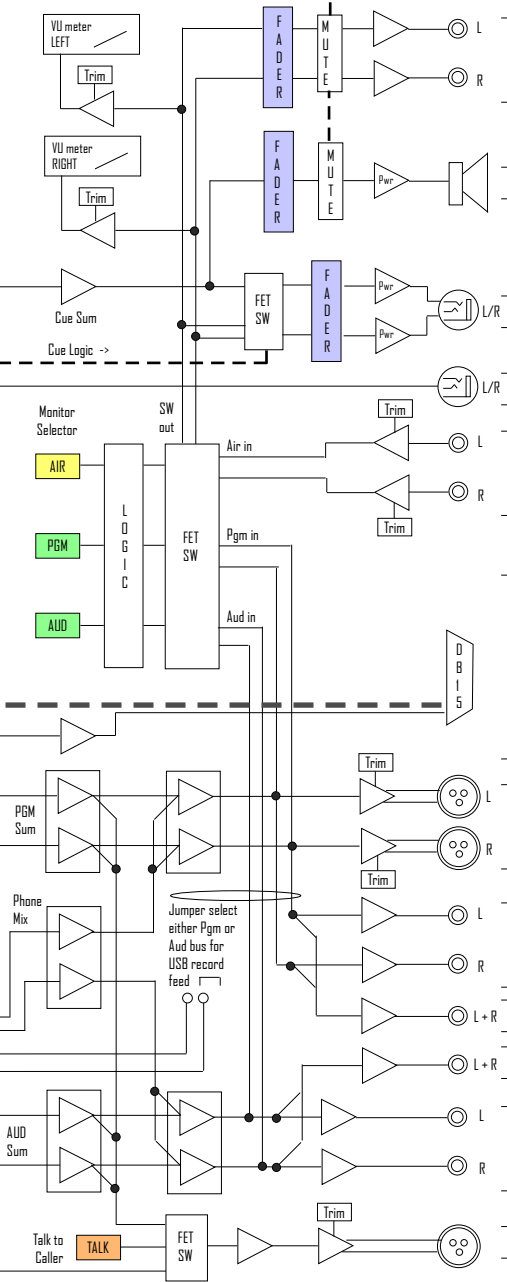 VU meter
LEFT
Trim
F
A
D
E
R
M
U
T
E
L
R
VU meter
RIGHT
Trim
F
A
D
E
R
M
U
T
E
Pwr
Cue Sum
FET
SW
F
A
D
E
R
Pwr
Pwr
L/R
Cue Logic ->
L/R
Monitor
Selector
SW
out
Trim
Air in
L
AIR
R
Trim
L
O
G
I
C
PGM
FET
SW
Pgm in
AUD
Aud in
D
B
1
5
Trim
PGM
Sum
L
R
Trim
Phone
Mix
Jumper select
either Pgm or
Aud bus for
USB record
feed
L
R
L + R
L + R
AUD
Sum
L
R
Trim
Talk to
Caller
TALK
FET
SW